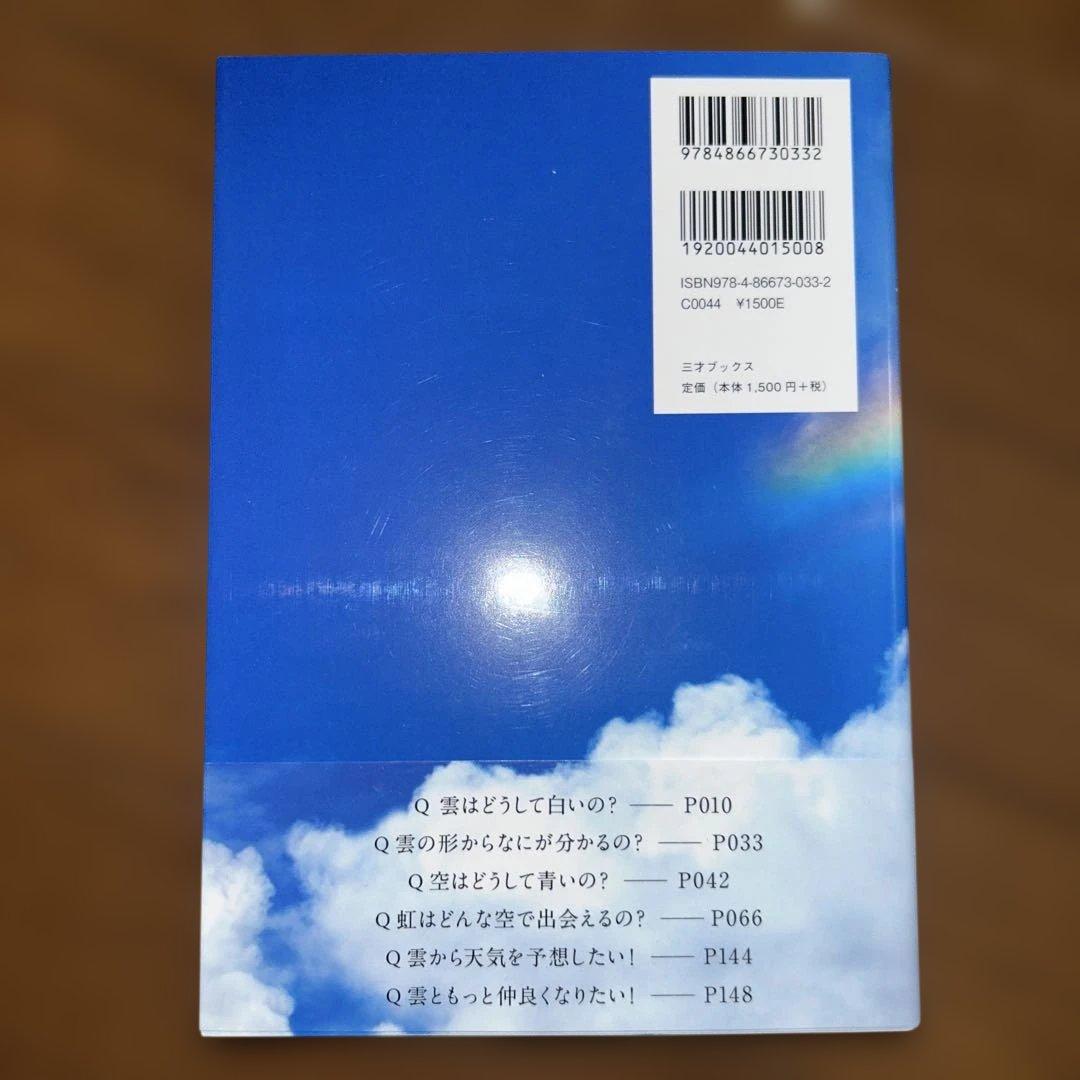 9784866730332
1920044015008
ISBN978-4-86673-033-2
C0044 ¥1500E
三才ブックス
定価（本体1,500円＋税）
Q 雲はどうして白いの？ ―― P010
Q 雲の形からなにが分かるの？ ―― P033
Q 空はどうして青いの？ ―― P042
Q 虹はどんな空で出会えるの？ ―― P066
Q 雲から天気を予想したい！ ―― P144
Q 雲ともっと仲良くなりたい！ ―― P148